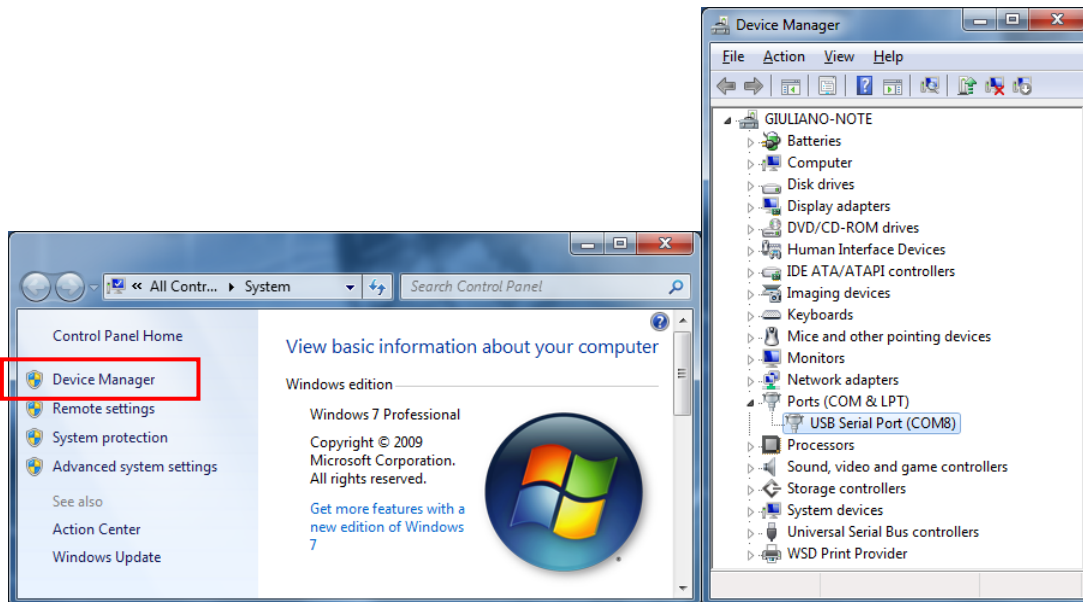 « All Contr... ▸ System
Search Control Panel
Control Panel Home
Device Manager
Remote settings
System protection
Advanced system settings
See also
Action Center
Windows Update
View basic information about your computer
Windows edition
Windows 7 Professional
Copyright © 2009
Microsoft Corporation.
All rights reserved.
Get more features with a
new edition of Windows
7
Device Manager
File Action View Help
GIULIANO-NOTE
Batteries
Computer
Disk drives
Display adapters
DVD/CD-ROM drives
Human Interface Devices
IDE ATA/ATAPI controllers
Imaging devices
Keyboards
Mice and other pointing devices
Monitors
Network adapters
Ports (COM & LPT)
USB Serial Port (COM8)
Processors
Sound, video and game controllers
Storage controllers
System devices
Universal Serial Bus controllers
WSD Print Provider